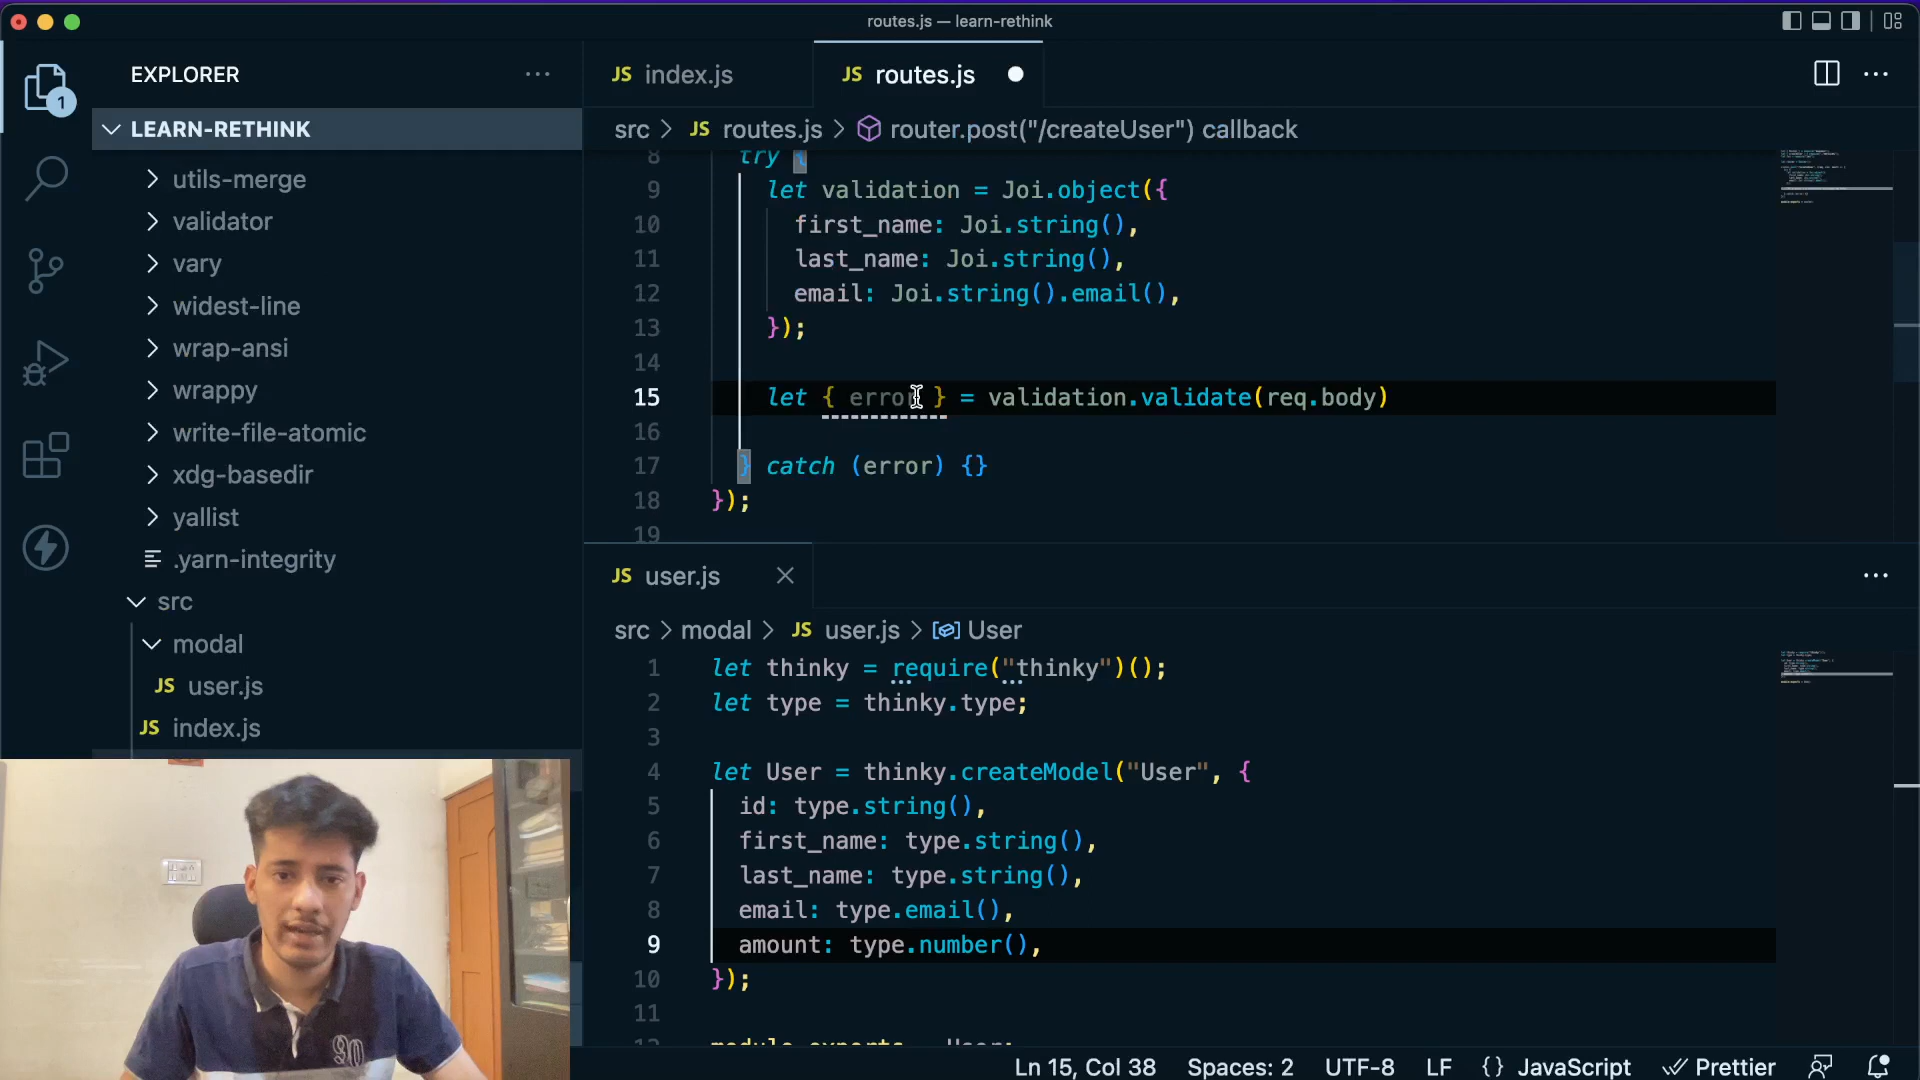 routes.js — learn-rethink
EXPLORER
1
LEARN-RETHINK
utils-merge
validator
vary
widest-line
wrap-ansi
wrappy
write-file-atomic
xdg-basedir
yallist
.yarn-integrity
src
modal
JS user.js
JS index.js
JS index.js
JS routes.js
src > JS routes.js > router.post("/createUser") callback
8 try {
9 let validation = Joi.object({
10 first_name: Joi.string(),
11 last_name: Joi.string(),
12 email: Joi.string().email(),
13 });
14
15 let { error } = validation.validate(req.body)
16
17 } catch (error) {}
18 });
19
JS user.js
src > modal > JS user.js > User
1 let thinky = require("thinky")();
2 let type = thinky.type;
3
4 let User = thinky.createModel("User", {
5 id: type.string(),
6 first_name: type.string(),
7 last_name: type.string(),
8 email: type.email(),
9 amount: type.number(),
10 });
11
12 module.exports = User;
Ln 15, Col 38
Spaces: 2
UTF-8
LF
{} JavaScript
Prettier
90